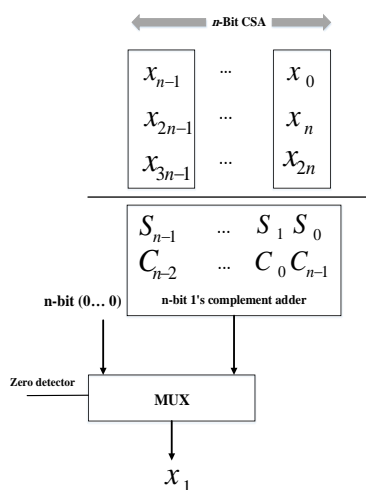 n-Bit CSA
x_{n-1} ... x_0
x_{2n-1} ... x_n
x_{3n-1} ... x_{2n}
S_{n-1} ... S_1 S_0
C_{n-2} ... C_0 C_{n-1}
n-bit (0... 0)
n-bit 1's complement adder
Zero detector
MUX
x_1